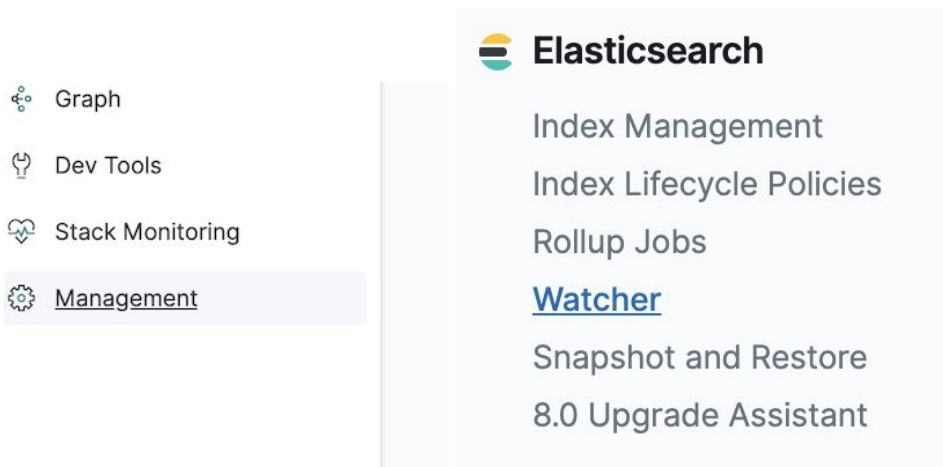 Graph
Dev Tools
Stack Monitoring
Management
Elasticsearch
Index Management
Index Lifecycle Policies
Rollup Jobs
Watcher
Snapshot and Restore
8.0 Upgrade Assistant